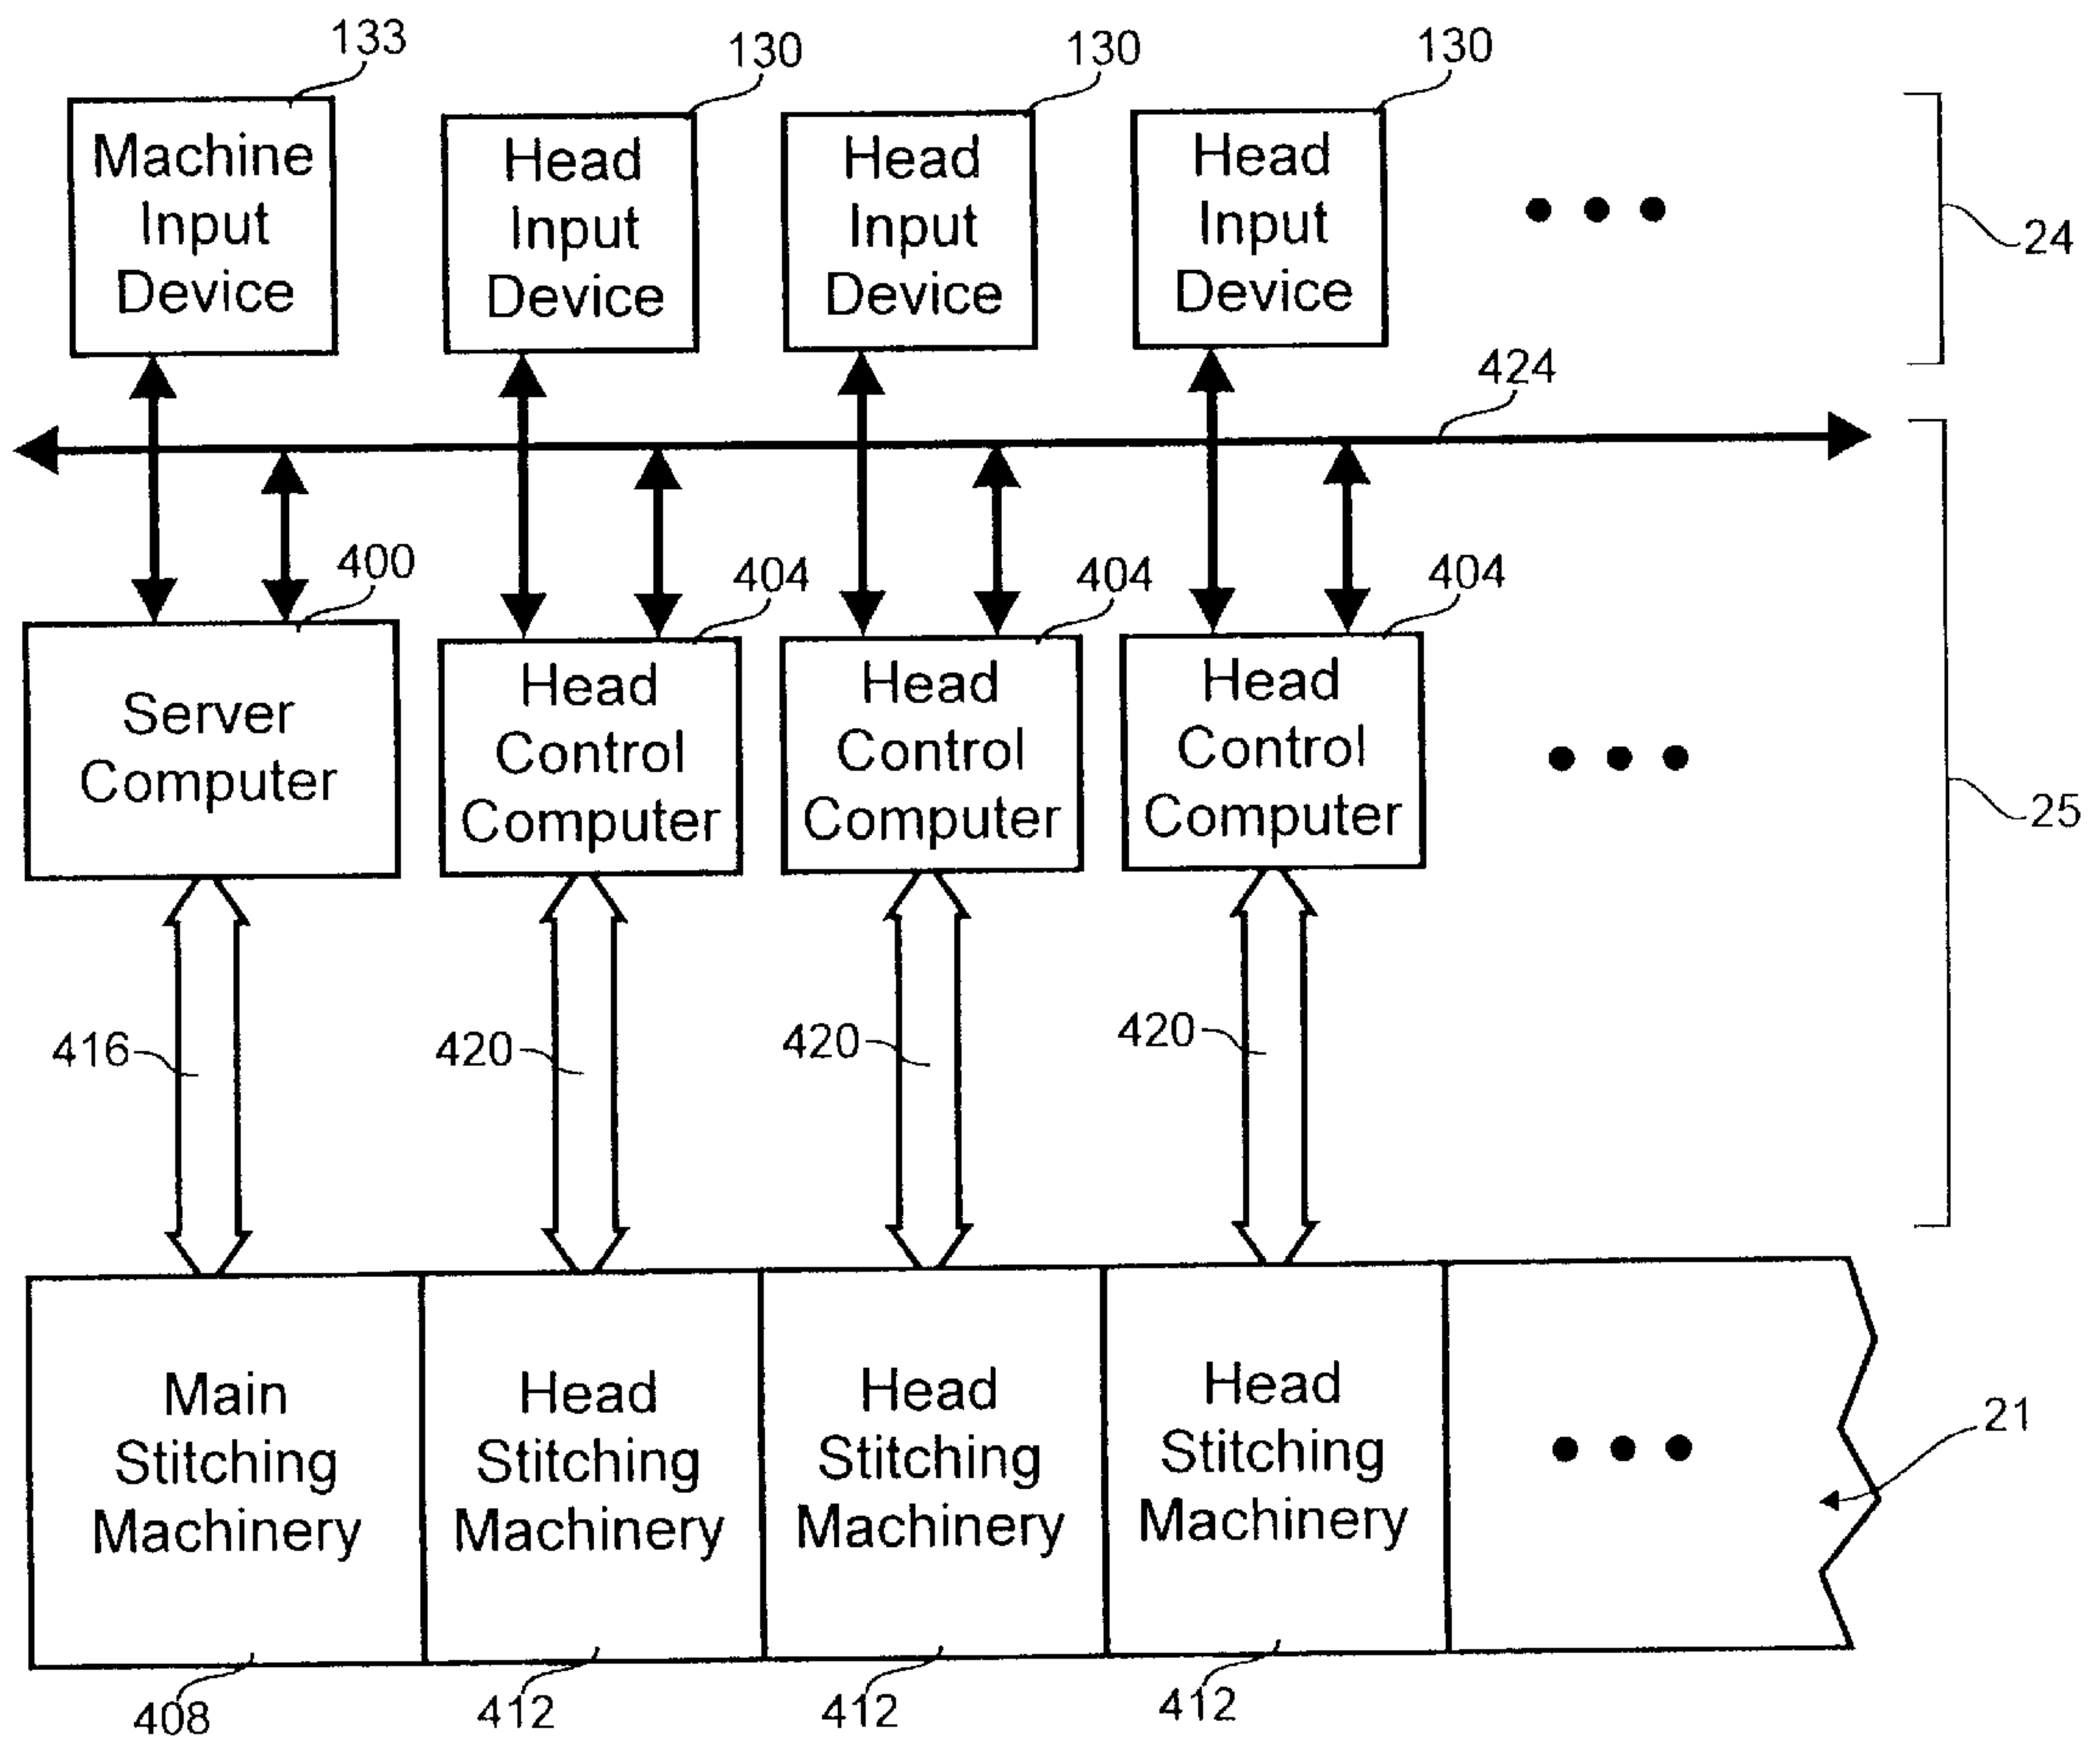 133
130
130
130
Machine
Input
Device
Head
Input
Device
Head
Input
Device
Head
Input
Device
24
424
400
404
404
404
Server
Computer
Head
Control
Computer
Head
Control
Computer
Head
Control
Computer
25
416
420
420
420
Main
Stitching
Machinery
Head
Stitching
Machinery
Head
Stitching
Machinery
Head
Stitching
Machinery
21
408
412
412
412